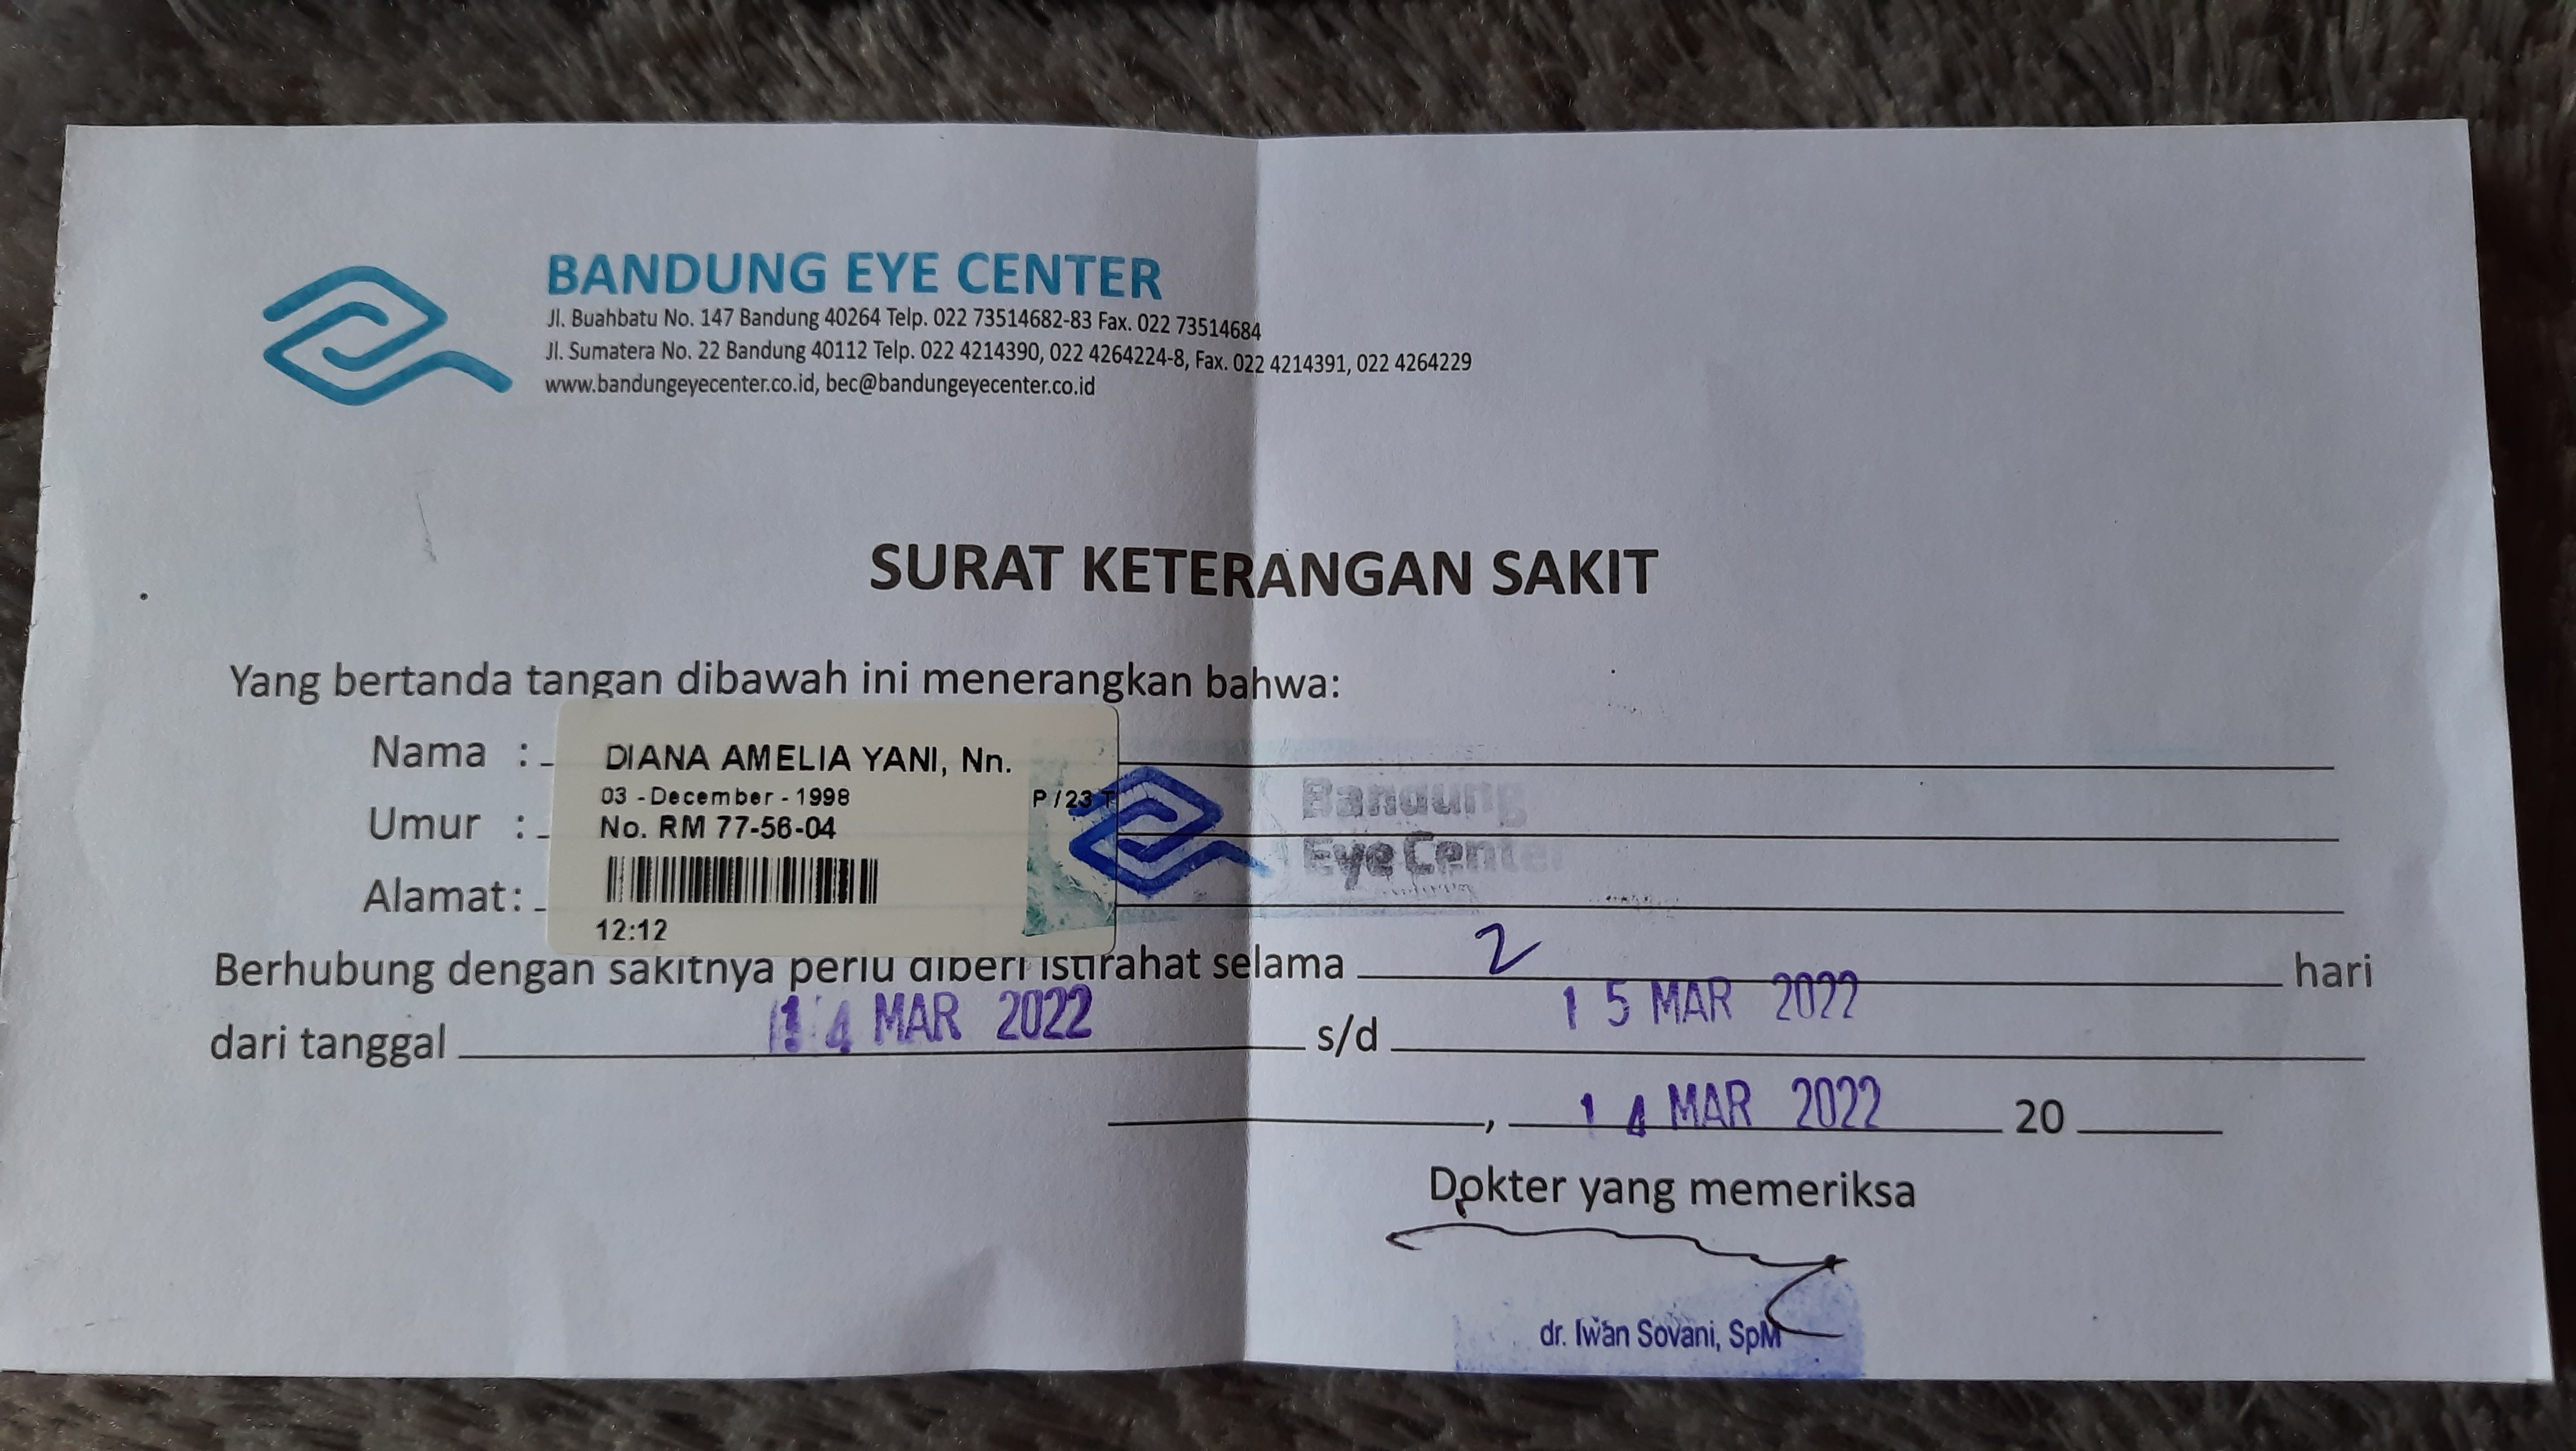 BANDUNG EYE CENTER
Jl. Buahbatu No. 147 Bandung 40264 Telp. 022 73514682-83 Fax. 022 73514684
Jl. Sumatera No. 22 Bandung 40112 Telp. 022 4214390, 022 4264224-8, Fax. 022 4214391, 022 4264229
www.bandungeyecenter.co.id, bec@bandungeyecenter.co.id
SURAT KETERANGAN SAKIT
Yang bertanda tangan dibawah ini menerangkan bahwa:
Nama : DIANA AMELIA YANI, Nn.
03 - December - 1998 P / 23 T
Umur : No. RM 77-56-04
Alamat:
12:12
Bandung
Eye Center
Berhubung dengan sakitnya perlu diberi istirahat selama 2 hari
dari tanggal 14 MAR 2022 s/d 15 MAR 2022
, 14 MAR 2022 20
Dokter yang memeriksa
dr. Iwan Sovani, SpM